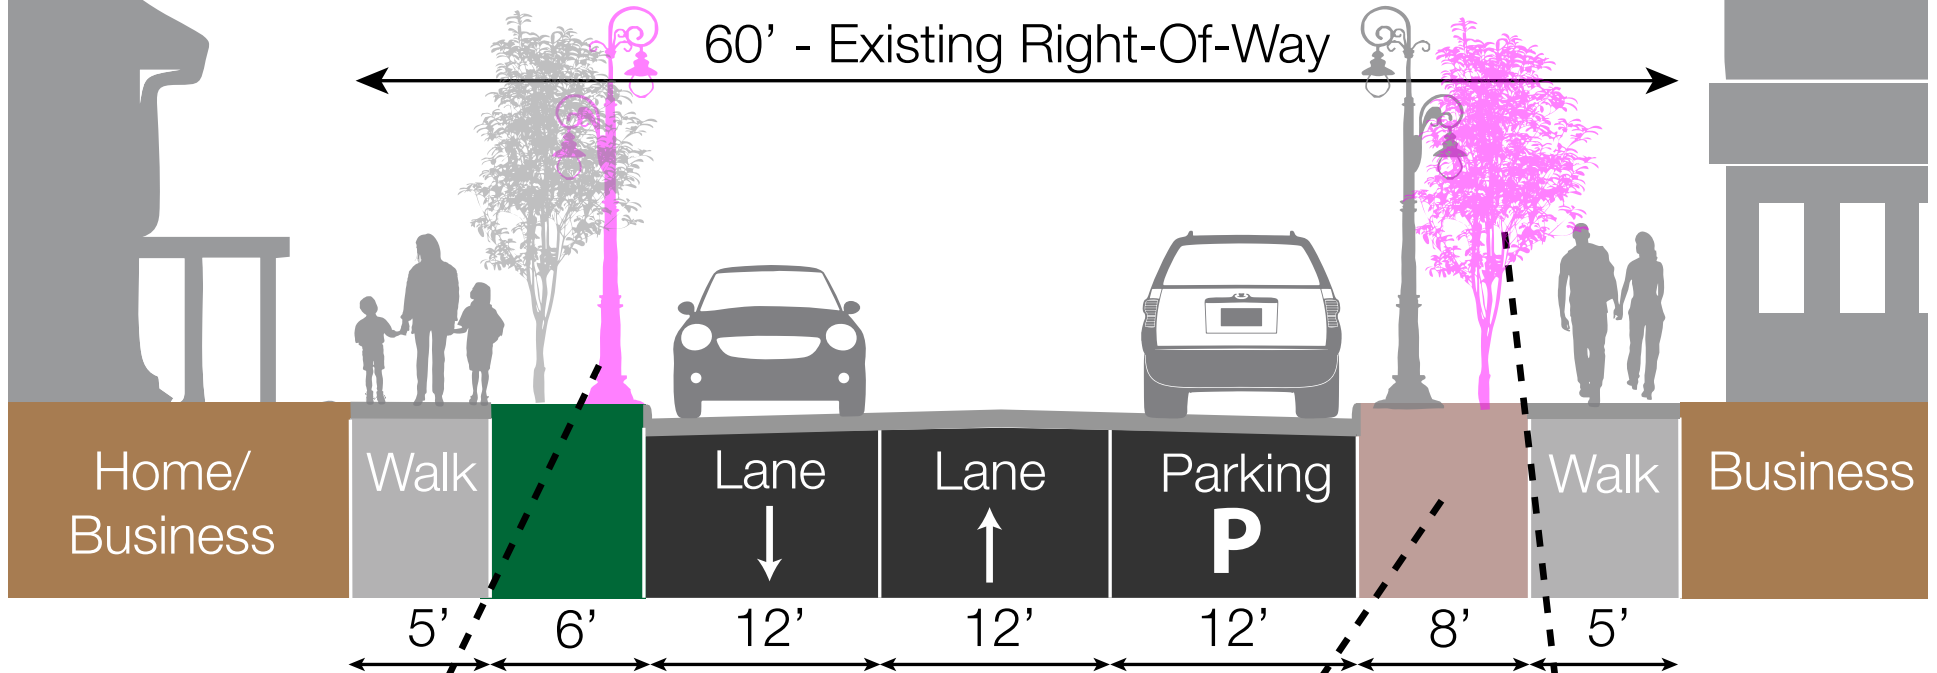 60’ - Existing Right-Of-Way
Home/
Business
Walk
Lane
Lane
Parking
P
Walk
Business
5’
6’
12’
12’
12’
8’
5’